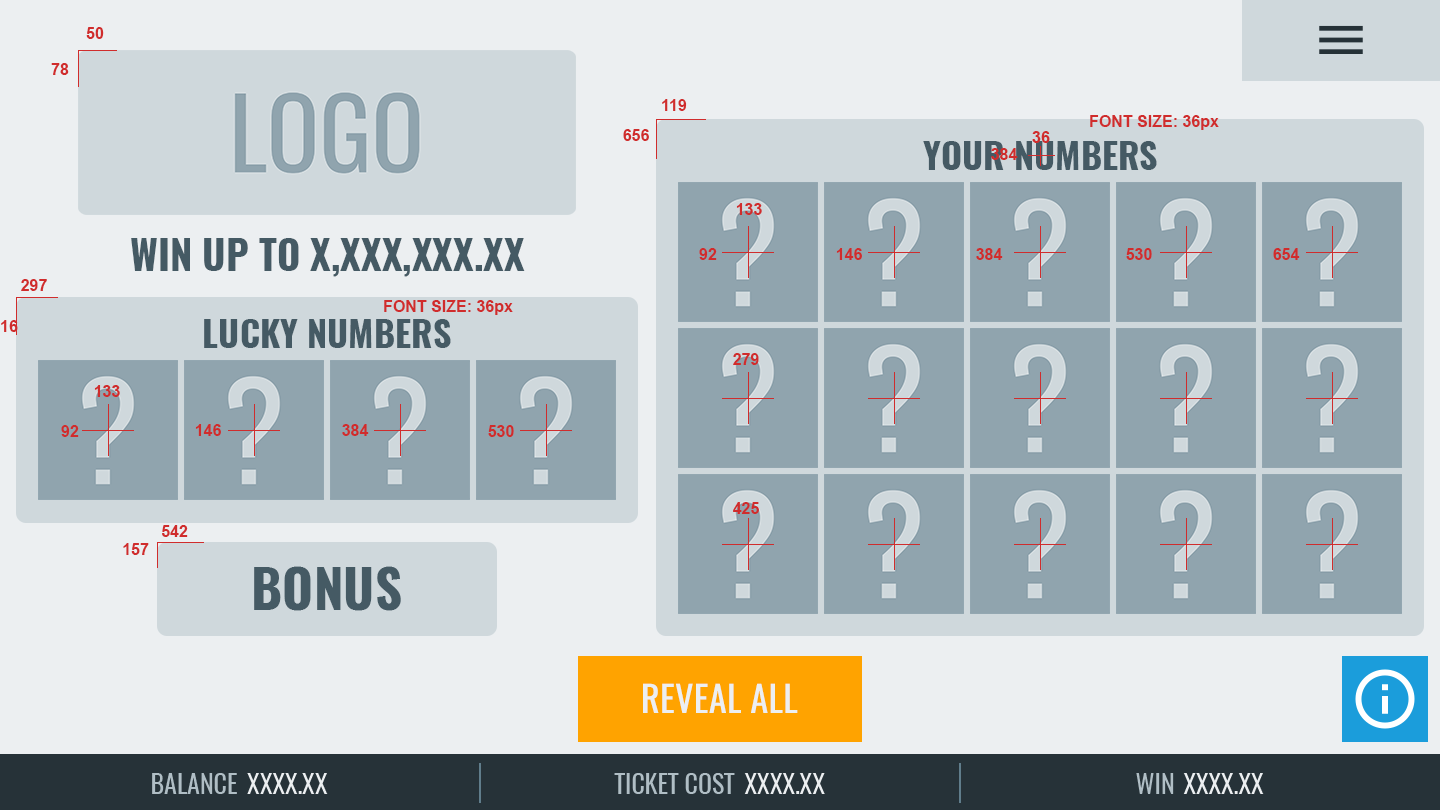 50
78
LOGO
119
656
FONT SIZE: 36px
36
384
YOUR NUMBERS
133
92
146
384
530
654
279
425
WIN UP TO X,XXX,XXX.XX
297
16
FONT SIZE: 36px
LUCKY NUMBERS
133
92
146
384
530
? ? ? ? ?
? ? ? ? ?
? ? ? ? ?
? ? ? ?
542
157
BONUS
REVEAL ALL
i
BALANCE XXXX.XX
TICKET COST XXXX.XX
WIN XXXX.XX